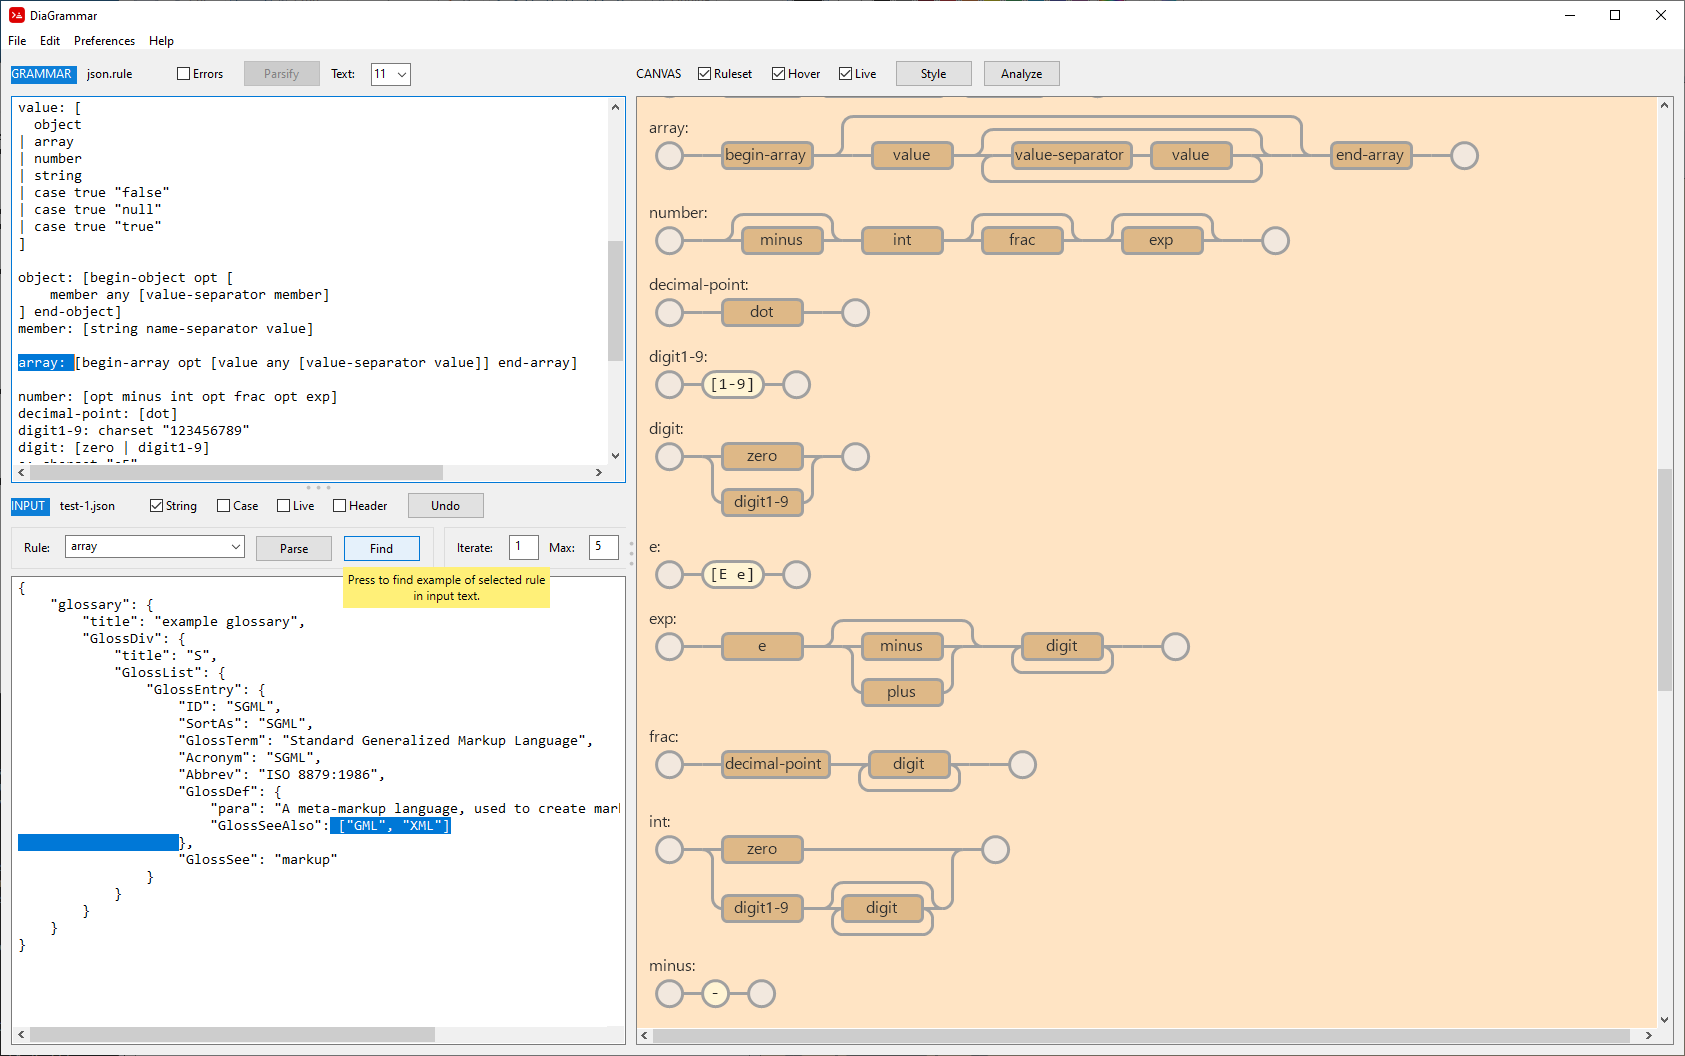 DiaGrammar
File Edit Preferences Help
GRAMMAR json.rule Errors Parsify Text: 11
value: [
object
| array
| number
| string
| case true "false"
| case true "null"
| case true "true"
]
object: [begin-object opt [
member any [value-separator member]
] end-object]
member: [string name-separator value]
array: [begin-array opt [value any [value-separator value]] end-array]
number: [opt minus int opt frac opt exp]
decimal-point: [dot]
digit1-9: charset "123456789"
digit: [zero | digit1-9]
INPUT test-1.json String Case Live Header Undo
Rule: array Parse Find Iterate: 1 Max: 5
Press to find example of selected rule
in input text.
{
"glossary": {
"title": "example glossary",
"GlossDiv": {
"title": "S",
"GlossList": {
"GlossEntry": {
"ID": "SGML",
"SortAs": "SGML",
"GlossTerm": "Standard Generalized Markup Language",
"Acronym": "SGML",
"Abbrev": "ISO 8879:1986",
"GlossDef": {
"para": "A meta-markup language, used to create mar
"GlossSeeAlso": ["GML", "XML"]
},
"GlossSee": "markup"
}
}
}
}
}
CANVAS Ruleset Hover Live Style Analyze
array:
begin-array value value-separator value end-array
number:
minus int frac exp
decimal-point:
dot
digit1-9:
[1-9]
digit:
zero
digit1-9
e:
[E e]
exp:
e minus digit
plus
frac:
decimal-point digit
int:
zero
digit1-9 digit
minus:
-